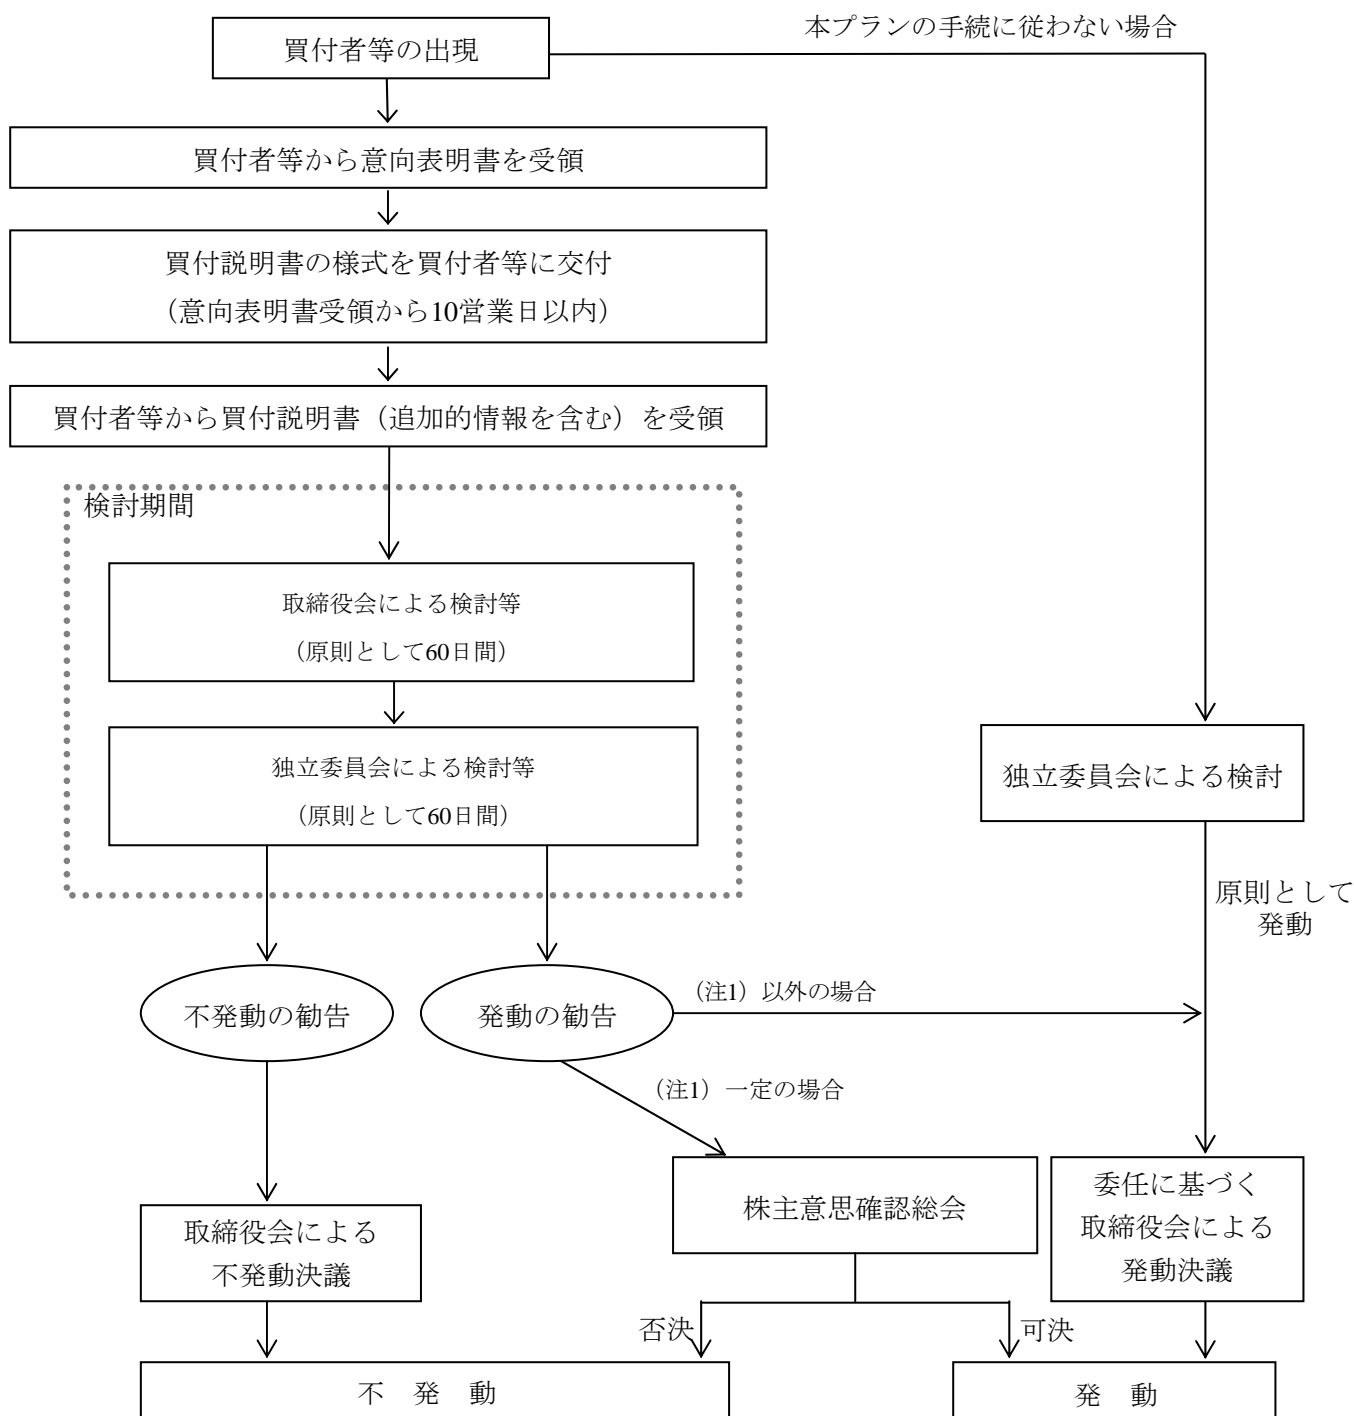 本プランの手続に従わない場合
買付者等の出現
買付者等から意向表明書を受領
買付説明書の様式を買付者等に交付
（意向表明書受領から10営業日以内）
買付者等から買付説明書（追加的情報を含む）を受領
検討期間
取締役会による検討等
（原則として60日間）
独立委員会による検討等
（原則として60日間）
独立委員会による検討
原則として
発動
不発動の勧告
発動の勧告
（注1）以外の場合
（注1）一定の場合
株主意思確認総会
委任に基づく
取締役会による
発動決議
取締役会による
不発動決議
否決
可決
不 発 動
発 動